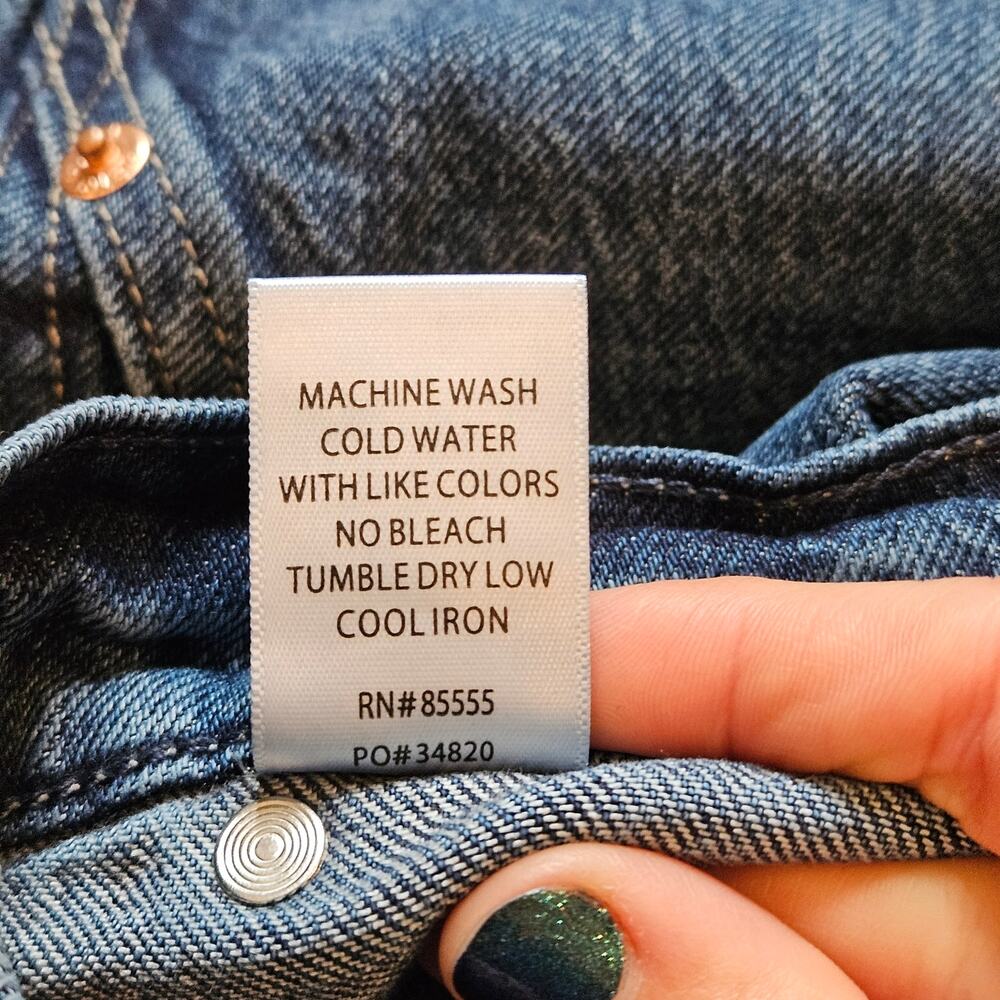 MACHINE WASH
COLD WATER
WITH LIKE COLORS
NO BLEACH
TUMBLE DRY LOW
COOL IRON
RN#85555
PO#34820